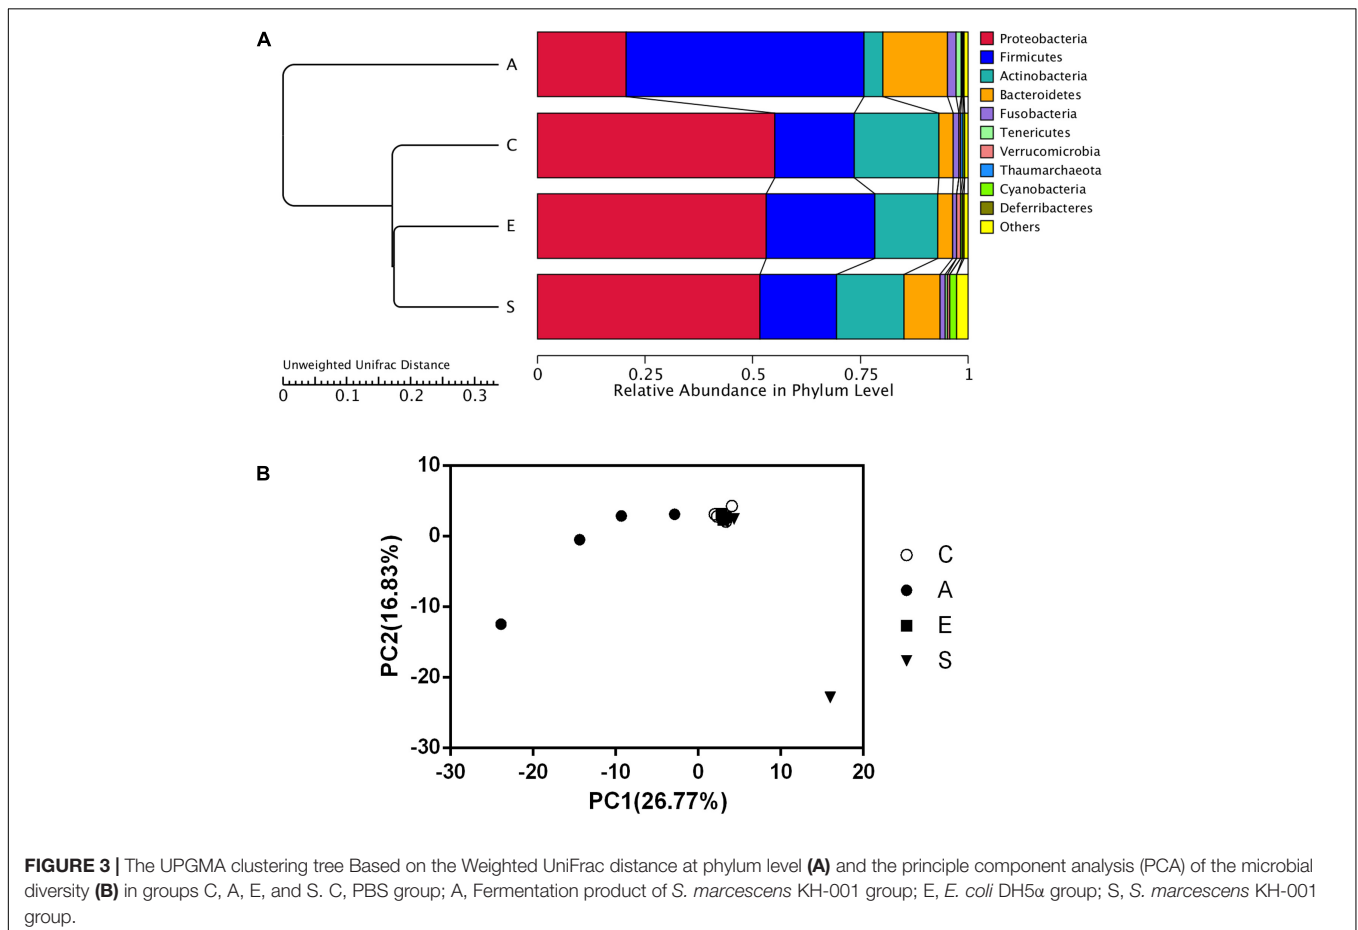 A
A
C
E
S
Proteobacteria
Firmicutes
Actinobacteria
Bacteroidetes
Fusobacteria
Tenericutes
Verrucomicrobia
Thaumarchaeota
Cyanobacteria
Deferribacteres
Others
Unweighted Unifrac Distance
0 0.1 0.2 0.3
0 0.25 0.5 0.75 1
Relative Abundance in Phylum Level
B
10
0
-10
-20
-30
PC2(16.83%)
-30 -20 -10 0 10 20
PC1(26.77%)
C
A
E
S
FIGURE 3 | The UPGMA clustering tree Based on the Weighted UniFrac distance at phylum level (A) and the principle component analysis (PCA) of the microbial
diversity (B) in groups C, A, E, and S. C, PBS group; A, Fermentation product of S. marcescens KH-001 group; E, E. coli DH5α group; S, S. marcescens KH-001
group.